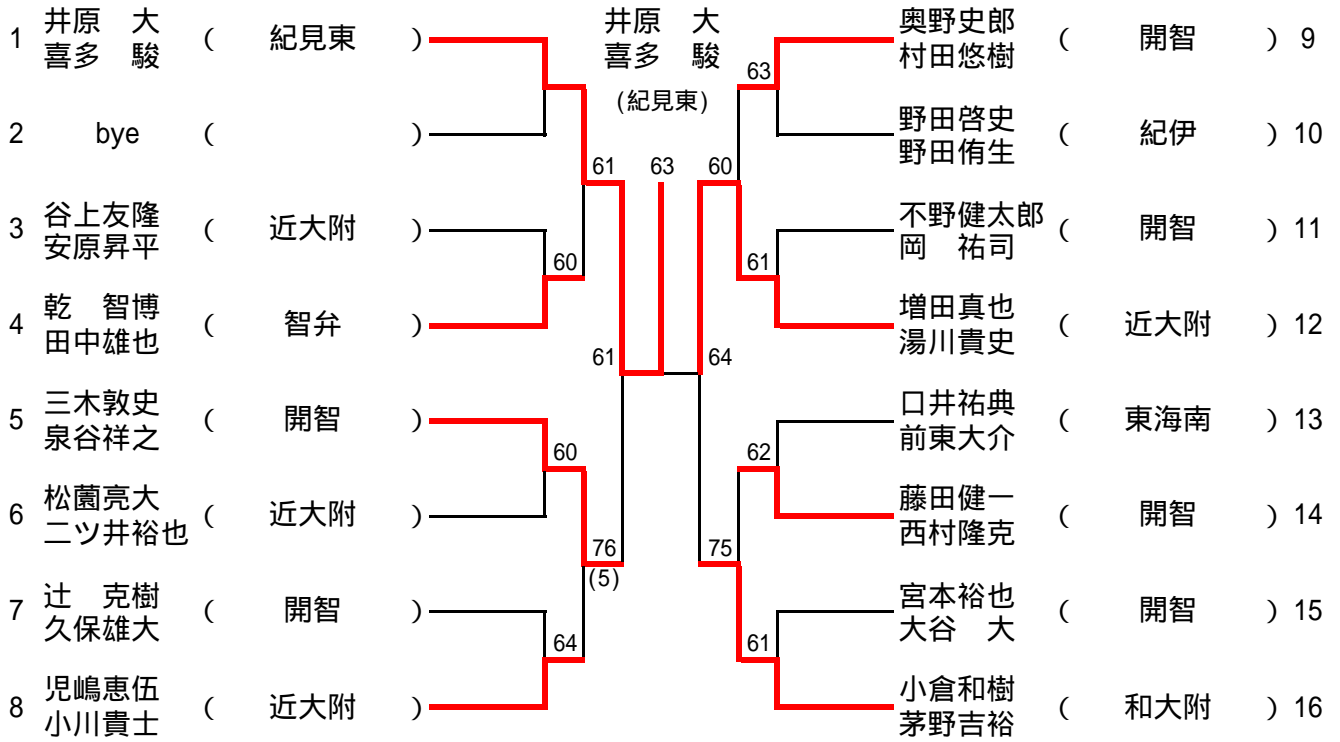 井原　大
喜多　駿
1 ( 紀見東 )
2 bye ( )
谷上友隆
安原昇平
3 ( 近大附 )
乾　智博
田中雄也
4 ( 智弁 )
三木敦史
泉谷祥之
5 ( 開智 )
松薗亮大
二ツ井裕也
6 ( 近大附 )
辻　克樹
久保雄大
7 ( 開智 )
児嶋恵伍
小川貴士
8 ( 近大附 )
61
60
61
60
76
(5)
64
井原　大
喜多　駿
(紀見東)
63
63
60
61
64
62
75
61
奥野史郎
村田悠樹
( 開智 ) 9
野田啓史
野田侑生
( 紀伊 ) 10
不野健太郎
岡　祐司
( 開智 ) 11
増田真也
湯川貴史
( 近大附 ) 12
口井祐典
前東大介
( 東海南 ) 13
藤田健一
西村隆克
( 開智 ) 14
宮本裕也
大谷　大
( 開智 ) 15
小倉和樹
茅野吉裕
( 和大附 ) 16